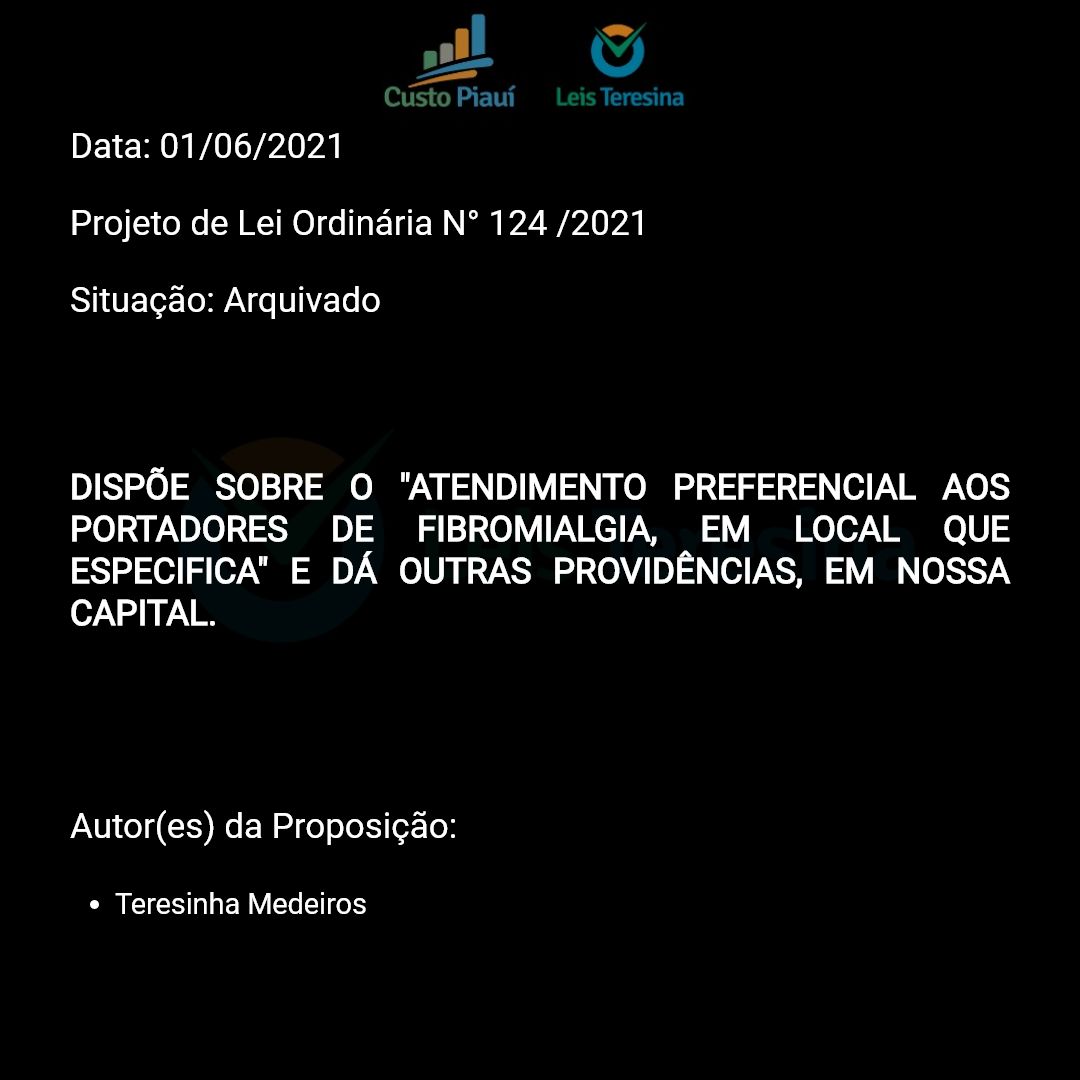 Custo Piauí Leis Teresina
Data: 01/06/2021
Projeto de Lei Ordinária N° 124 /2021
Situação: Arquivado
DISPÕE SOBRE O "ATENDIMENTO PREFERENCIAL AOS
PORTADORES DE FIBROMIALGIA, EM LOCAL QUE
ESPECIFICA" E DÁ OUTRAS PROVIDÊNCIAS, EM NOSSA
CAPITAL.
Leis Teresina
Autor(es) da Proposição:
• Teresinha Medeiros